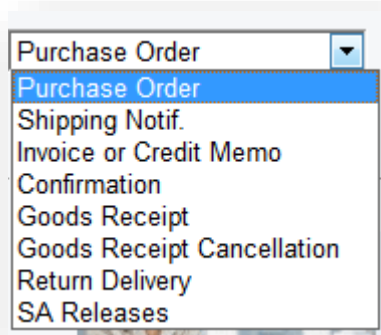 Purchase Order
Purchase Order
Shipping Notif.
Invoice or Credit Memo
Confirmation
Goods Receipt
Goods Receipt Cancellation
Return Delivery
SA Releases